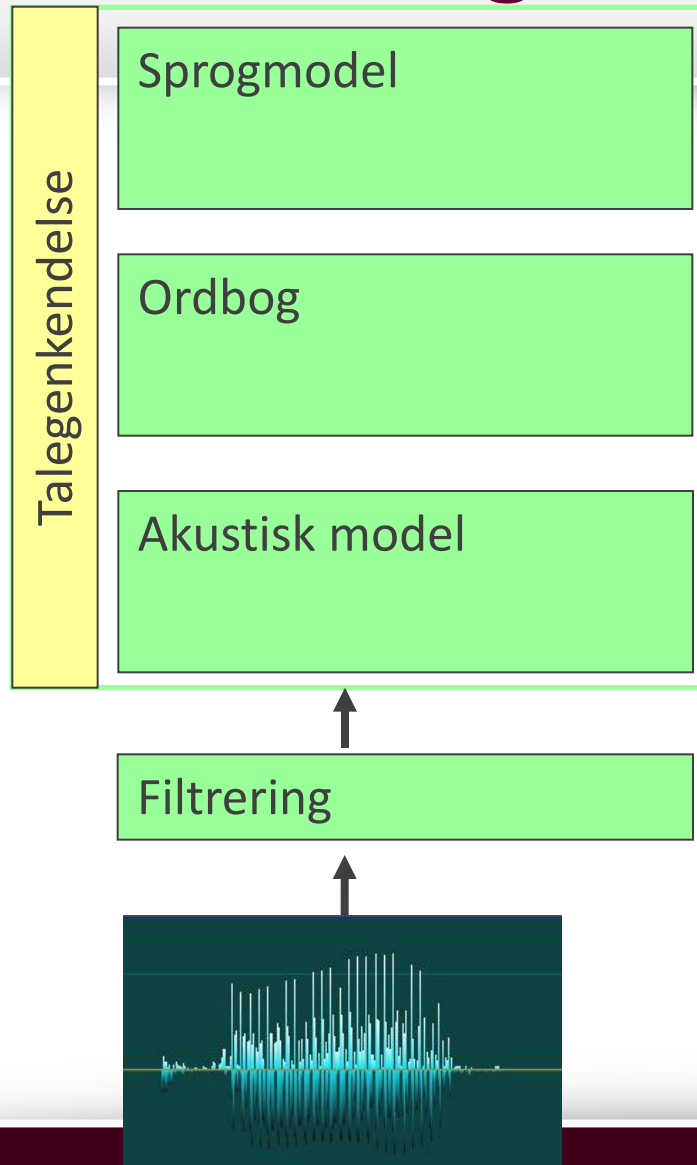 Talegenkendelse
Sprogmodel
Ordbog
Akustisk model
Filtrering